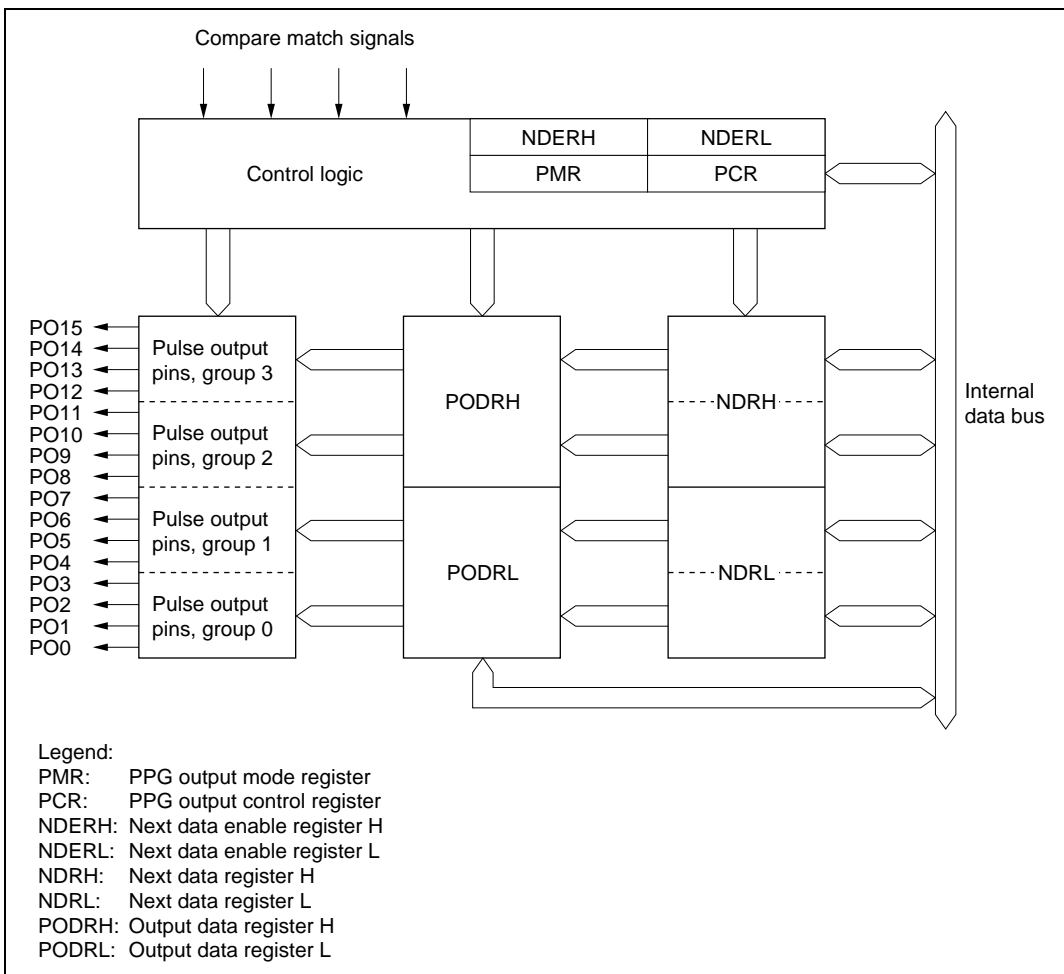 Compare match signals
Control logic
NDERH
NDERL
PMR
PCR
PO15
PO14
PO13
PO12
PO11
PO10
PO9
PO8
PO7
PO6
PO5
PO4
PO3
PO2
PO1
PO0
Pulse output
pins, group 3
Pulse output
pins, group 2
Pulse output
pins, group 1
Pulse output
pins, group 0
PODRH
PODRL
NDRH
NDRL
Internal
data bus
Legend:
PMR: PPG output mode register
PCR: PPG output control register
NDERH: Next data enable register H
NDERL: Next data enable register L
NDRH: Next data register H
NDRL: Next data register L
PODRH: Output data register H
PODRL: Output data register L